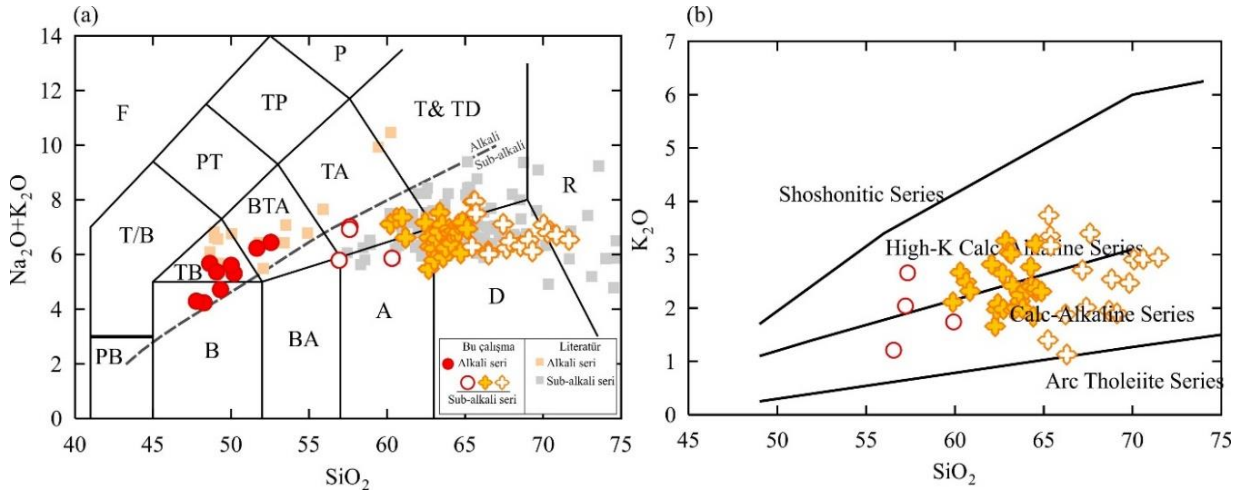 (a)
14
12
10
8
6
4
2
0
Na₂O+K₂O
40
45
50
55
60
65
70
75
SiO₂
F
P
TP
T& TD
PT
TA
Alkali
Sub-alkali
R
BTA
T/B
TB
PB
B
BA
A
D
Bu çalışma
Literatür
Alkali seri
Alkali seri
Sub-alkali seri
Sub-alkali seri
(b)
7
6
5
4
3
2
1
0
K₂O
45
50
55
60
65
70
75
SiO₂
Shoshonitic Series
High-K Calc-Alkaline Series
Calc-Alkaline Series
Arc Tholeiite Series